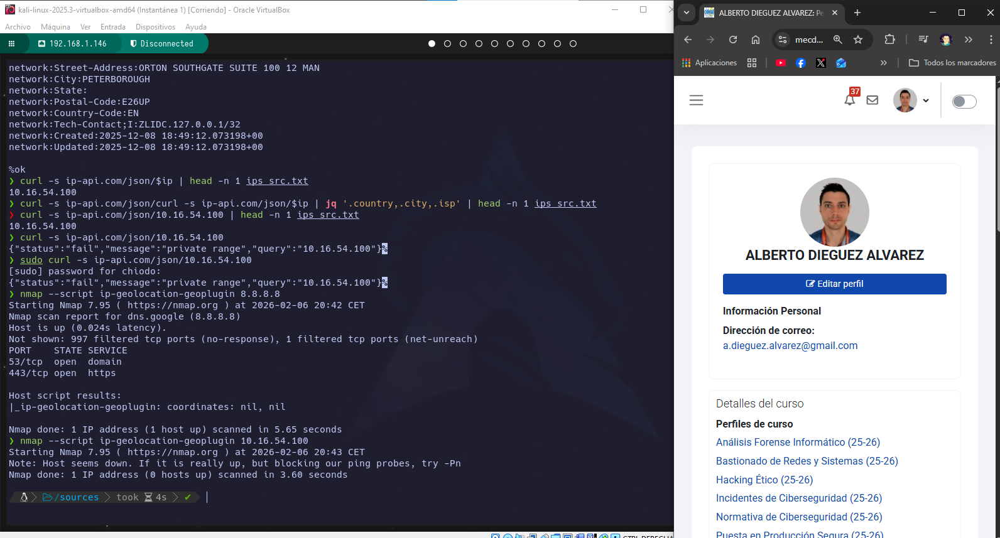 kali-linux-2025.3-virtualbox-amd64 (Instantánea 1) [Corriendo] - Oracle VirtualBox
Archivo Máquina Ver Entrada Dispositivos Ayuda
192.168.1.146 Disconnected
network:Street-Address:ORTON SOUTHGATE SUITE 100 12 MAN
network:City:PETERBOROUGH
network:State:
network:Postal-Code:E26UP
network:Country-Code:EN
network:Tech-Contact;I:ZLIDC.127.0.0.1/32
network:Created:2025-12-08 18:49:12.073198+00
network:Updated:2025-12-08 18:49:12.073198+00
%ok
❯ curl -s ip-api.com/json/$ip | head -n 1 ips_src.txt
10.16.54.100
❯ curl -s ip-api.com/json/curl -s ip-api.com/json/$ip | jq '.country,.city,.isp' | head -n 1 ips_src.txt
❯ curl -s ip-api.com/json/10.16.54.100 | head -n 1 ips_src.txt
10.16.54.100
❯ curl -s ip-api.com/json/10.16.54.100
{"status":"fail","message":"private range","query":"10.16.54.100"}%
❯ sudo curl -s ip-api.com/json/10.16.54.100
[sudo] password for chiodo:
{"status":"fail","message":"private range","query":"10.16.54.100"}%
❯ nmap --script ip-geolocation-geoplugin 8.8.8.8
Starting Nmap 7.95 ( https://nmap.org ) at 2026-02-06 20:42 CET
Nmap scan report for dns.google (8.8.8.8)
Host is up (0.024s latency).
Not shown: 997 filtered tcp ports (no-response), 1 filtered tcp ports (net-unreach)
PORT STATE SERVICE
53/tcp open domain
443/tcp open https
Host script results:
|_ip-geolocation-geoplugin: coordinates: nil, nil
Nmap done: 1 IP address (1 host up) scanned in 5.65 seconds
❯ nmap --script ip-geolocation-geoplugin 10.16.54.100
Starting Nmap 7.95 ( https://nmap.org ) at 2026-02-06 20:43 CET
Note: Host seems down. If it is really up, but blocking our ping probes, try -Pn
Nmap done: 1 IP address (0 hosts up) scanned in 3.60 seconds
/sources took 4s ✔
CTRL DERECHA
ALBERTO DIEGUEZ ALVAREZ: Pe
mecd...
Aplicaciones
Todos los marcadores
37
ALBERTO DIEGUEZ ALVAREZ
Editar perfil
Información Personal
Dirección de correo:
a.dieguez.alvarez@gmail.com
Detalles del curso
Perfiles de curso
Análisis Forense Informático (25-26)
Bastionado de Redes y Sistemas (25-26)
Hacking Ético (25-26)
Incidentes de Ciberseguridad (25-26)
Normativa de Ciberseguridad (25-26)
Puesta en Producción Segura (25-26)